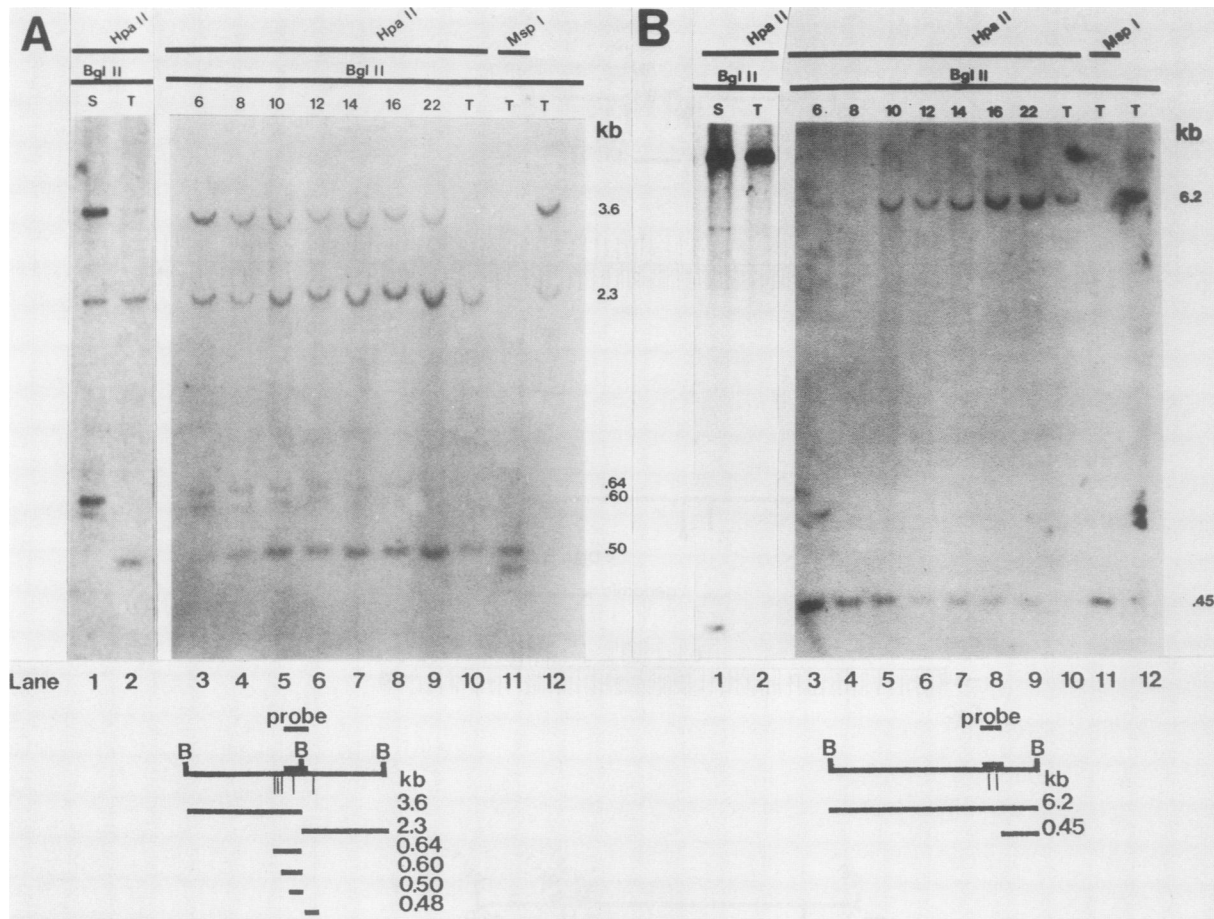 A
Hpa II
Hpa II
Msp I
Bgl II
Bgl II
S T 6 8 10 12 14 16 22 T T T
kb
3.6
2.3
.64
.60
.50
B
Hpa II
Hpa II
Msp I
Bgl II
Bgl II
S T 6 8 10 12 14 16 22 T T T
kb
6.2
.45
Lane 1 2 3 4 5 6 7 8 9 10 11 12
1 2 3 4 5 6 7 8 9 10 11 12
probe
B B B
kb
3.6
2.3
0.64
0.60
0.50
0.48
probe
B B
kb
6.2
0.45